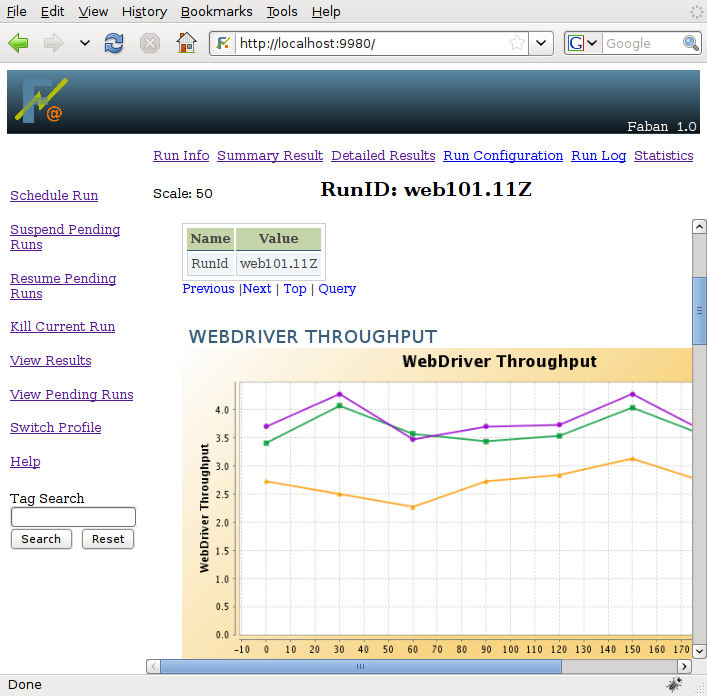 File Edit View History Bookmarks Tools Help
http://localhost:9980/
G Google
@
Faban 1.0
Run Info Summary Result Detailed Results Run Configuration Run Log Statistics
Scale: 50
RunID: web101.11Z
Schedule Run
Suspend Pending
Runs
Resume Pending
Runs
Kill Current Run
View Results
View Pending Runs
Switch Profile
Help
Tag Search
Search Reset
Name Value
RunId web101.11Z
Previous |Next | Top | Query
WEBDRIVER THROUGHPUT
WebDriver Throughput
WebDriver Throughput
4.0
3.5
3.0
2.5
2.0
1.5
1.0
0.5
0.0
-10 0 10 20 30 40 50 60 70 80 90 100 110 120 130 140 150 160 170
Done